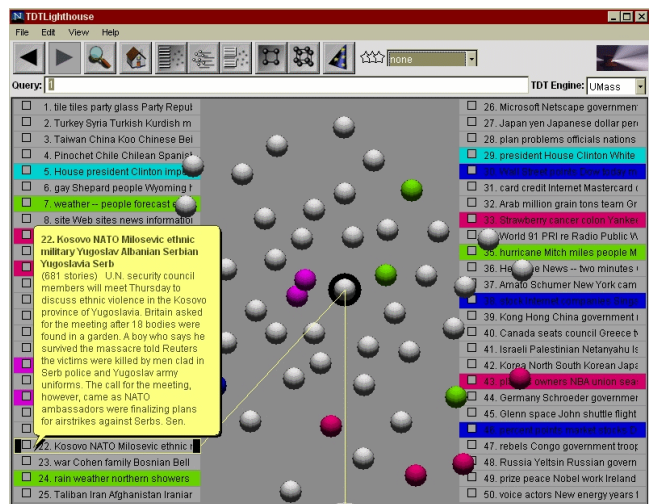 TDTLighthouse
File Edit View Help
none
Query: TDT Engine: UMass
1. tile tiles party glass Party Republ
2. Turkey Syria Turkish Kurdish m
3. Taiwan China Koo Chinese Bei
4. Pinochet Chile Chilean Spanis
5. House president Clinton imp
6. gay Shepard people Wyoming h
7. weather -- people forecast
8. site Web sites news information
22. Kosovo NATO Milosevic ethnic
military Yugoslav Albanian Serbian
Yugoslavia Serb
(681 stories) U.N. security council
members will meet Thursday to
discuss ethnic violence in the Kosovo
province of Yugoslavia. Britain asked
for the meeting after 18 bodies were
found in a garden. A boy who says he
survived the massacre told Reuters
the victims were killed by men clad in
Serb police and Yugoslav army
uniforms. The call for the meeting,
however, came as NATO
ambassadors were finalizing plans
for airstrikes against Serbs. Sen.
22. Kosovo NATO Milosevic ethnic
23. war Cohen family Bosnian Bell
24. rain weather northern showers
25. Taliban Iran Afghanistan Iranian
26. Microsoft Netscape governmen
27. Japan yen Japanese dollar per
28. plan problems officials nations
29. president House Clinton White
31. card credit Internet Mastercard
32. Arab million grain tons team Gr
33. Strawberry cancer colon Yankee
World 91 PRI re Radio Public W
35. hurricane Mitch miles people M
36. News -- two minutes
37. Amato Schumer New York cam
39. Kong Hong China government
40. Canada seats council Greece
41. Israeli Palestinian Netanyahu Is
42. Korea North South Korean Japa
43. owners NBA union sea
44. Germany Schroeder governmer
45. Glenn space John shuttle flight
47. rebels Congo government troop
48. Russia Yeltsin Russian govern
49. prize peace Nobel work Ireland
50. voice actors New energy years